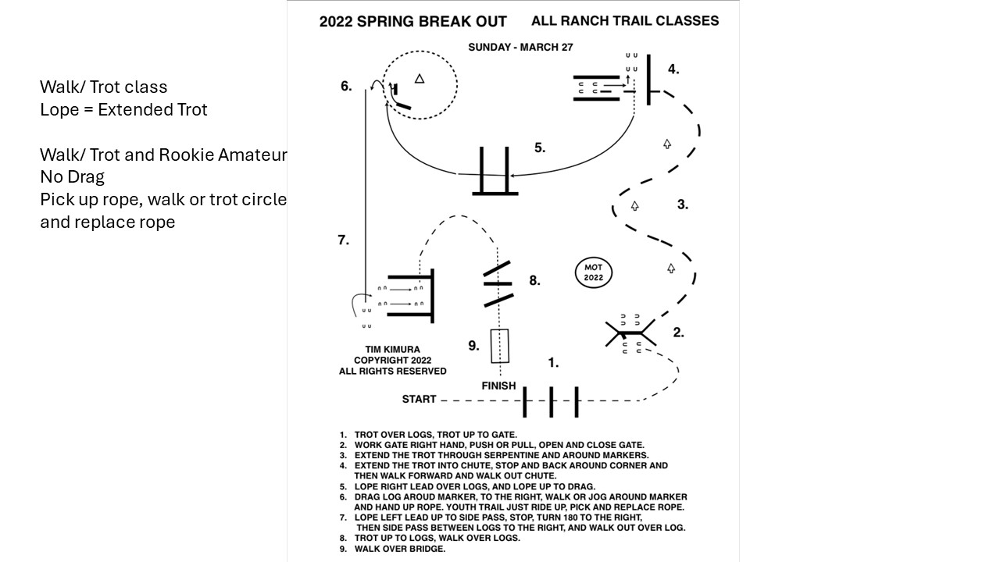 2022 SPRING BREAK OUT ALL RANCH TRAIL CLASSES
SUNDAY - MARCH 27
Walk/ Trot class
Lope = Extended Trot
Walk/ Trot and Rookie Amateur
No Drag
Pick up rope, walk or trot circle
and replace rope
6.
4.
5.
3.
7.
MOT
2022
8.
2.
9.
1.
TIM KIMURA
COPYRIGHT 2022
ALL RIGHTS RESERVED
FINISH
START
1. TROT OVER LOGS, TROT UP TO GATE.
2. WORK GATE RIGHT HAND, PUSH OR PULL, OPEN AND CLOSE GATE.
3. EXTEND THE TROT THROUGH SERPENTINE AND AROUND MARKERS.
4. EXTEND THE TROT INTO CHUTE, STOP AND BACK AROUND CORNER AND
THEN WALK FORWARD AND WALK OUT CHUTE.
5. LOPE RIGHT LEAD OVER LOGS, AND LOPE UP TO DRAG.
6. DRAG LOG AROUD MARKER, TO THE RIGHT, WALK OR JOG AROUND MARKER
AND HAND UP ROPE. YOUTH TRAIL JUST RIDE UP, PICK AND REPLACE ROPE.
7. LOPE LEFT LEAD UP TO SIDE PASS, STOP, TURN 180 TO THE RIGHT,
THEN SIDE PASS BETWEEN LOGS TO THE RIGHT, AND WALK OUT OVER LOG.
8. TROT UP TO LOGS, WALK OVER LOGS.
9. WALK OVER BRIDGE.